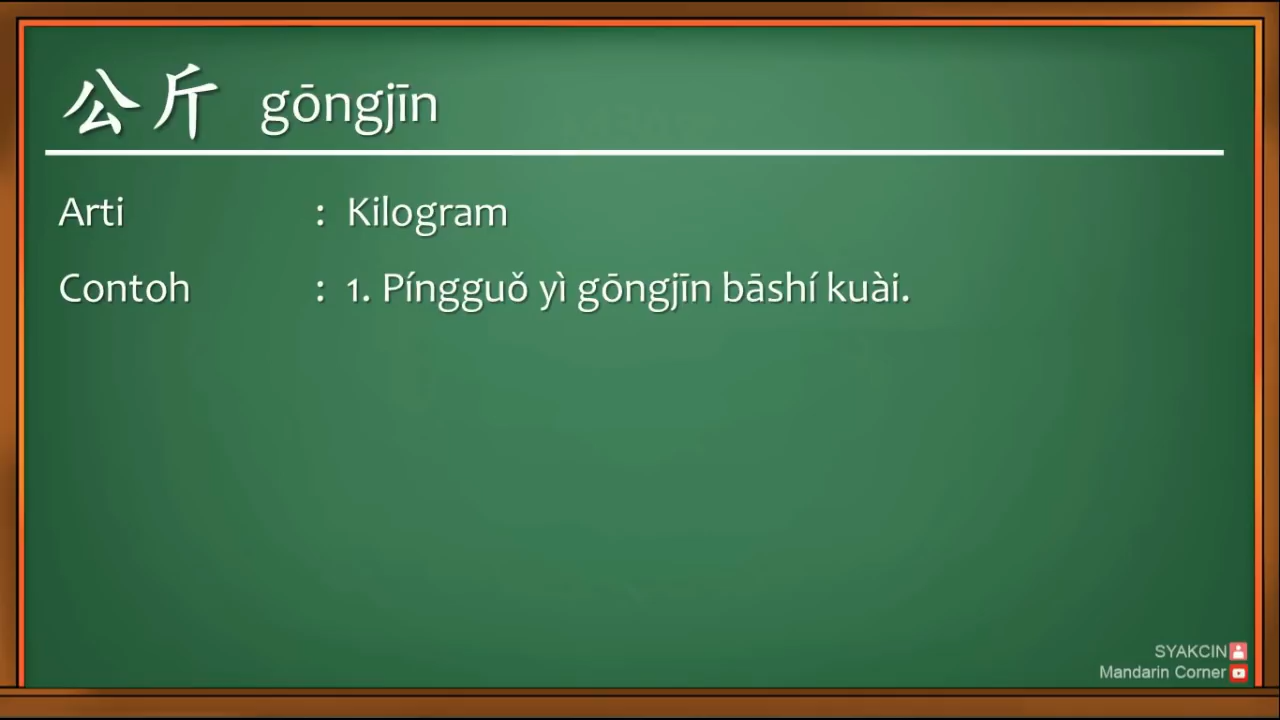 公斤 gōngjīn
Arti : Kilogram
Contoh : 1. Píngguǒ yì gōngjīn bāshí kuài.
SYAKCIN
Mandarin Corner